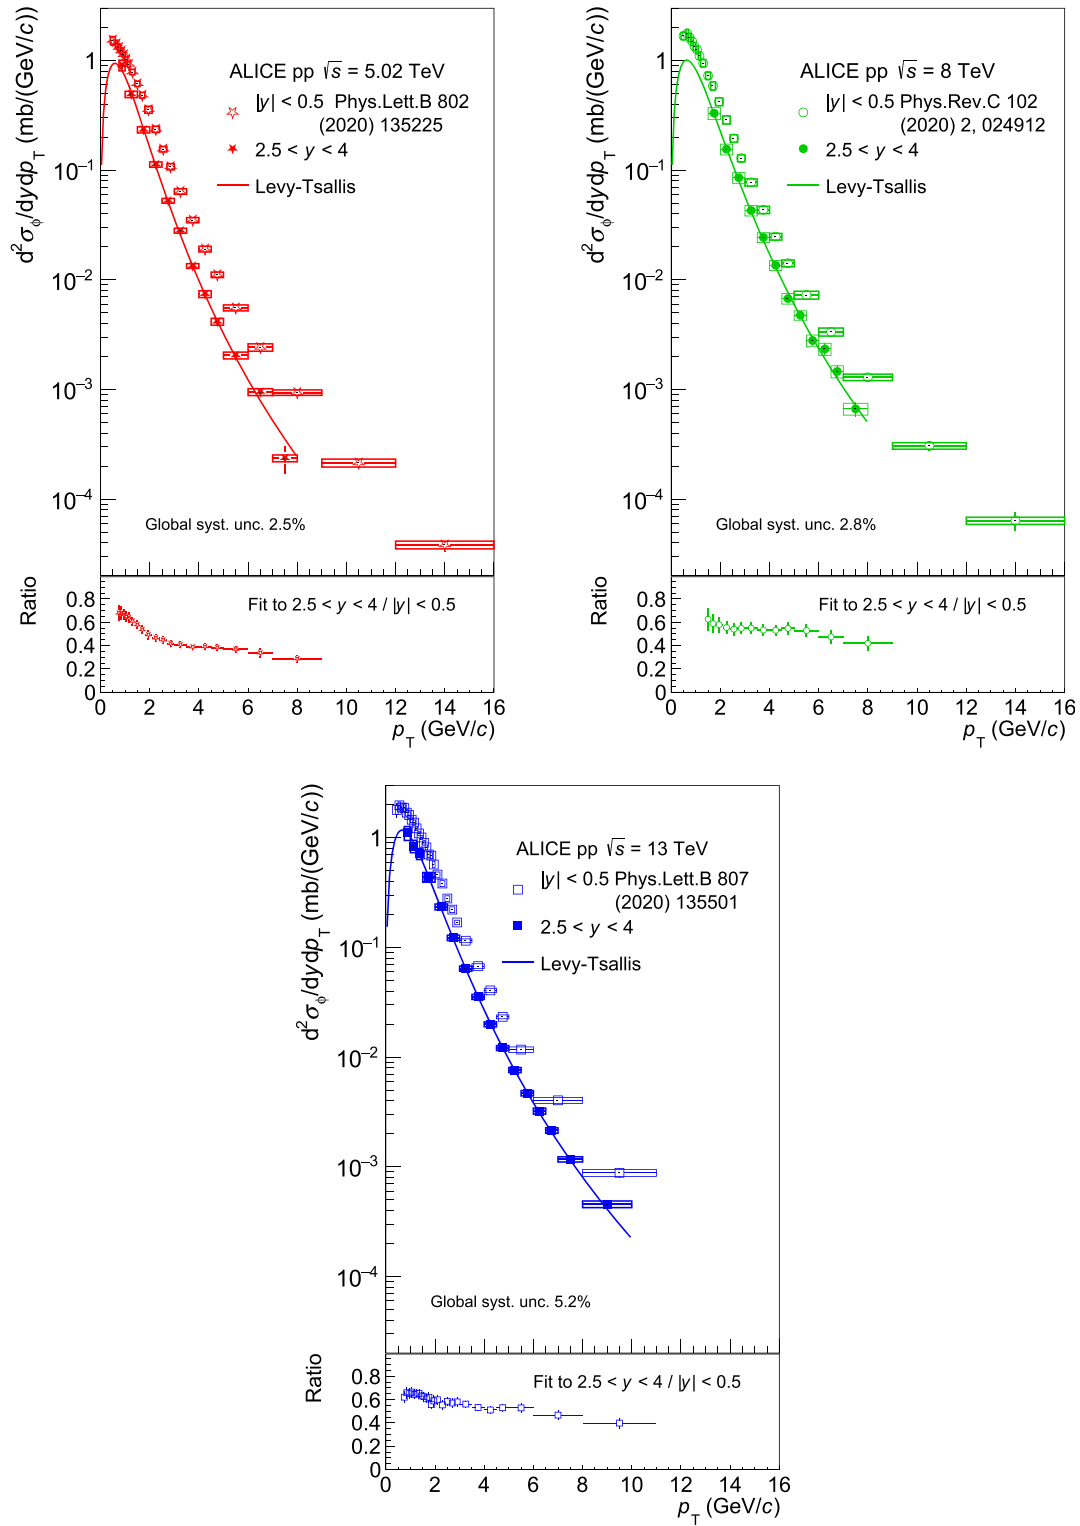 ALICE pp √s = 5.02 TeV
|y| < 0.5 Phys.Lett.B 802
(2020) 135225
2.5 < y < 4
Levy-Tsallis
d²σϕ/dydpT (mb/(GeV/c))
1
10⁻¹
10⁻²
10⁻³
10⁻⁴
Global syst. unc. 2.5%
Ratio
Fit to 2.5 < y < 4 / |y| < 0.5
0.8
0.6
0.4
0.2
0
0 2 4 6 8 10 12 14 16
pT (GeV/c)
ALICE pp √s = 8 TeV
|y| < 0.5 Phys.Rev.C 102
(2020) 2, 024912
2.5 < y < 4
Levy-Tsallis
d²σϕ/dydpT (mb/(GeV/c))
1
10⁻¹
10⁻²
10⁻³
10⁻⁴
Global syst. unc. 2.8%
Ratio
Fit to 2.5 < y < 4 / |y| < 0.5
0.8
0.6
0.4
0.2
0
0 2 4 6 8 10 12 14 16
pT (GeV/c)
ALICE pp √s = 13 TeV
|y| < 0.5 Phys.Lett.B 807
(2020) 135501
2.5 < y < 4
Levy-Tsallis
d²σϕ/dydpT (mb/(GeV/c))
1
10⁻¹
10⁻²
10⁻³
10⁻⁴
Global syst. unc. 5.2%
Ratio
Fit to 2.5 < y < 4 / |y| < 0.5
0.8
0.6
0.4
0.2
0
0 2 4 6 8 10 12 14 16
pT (GeV/c)